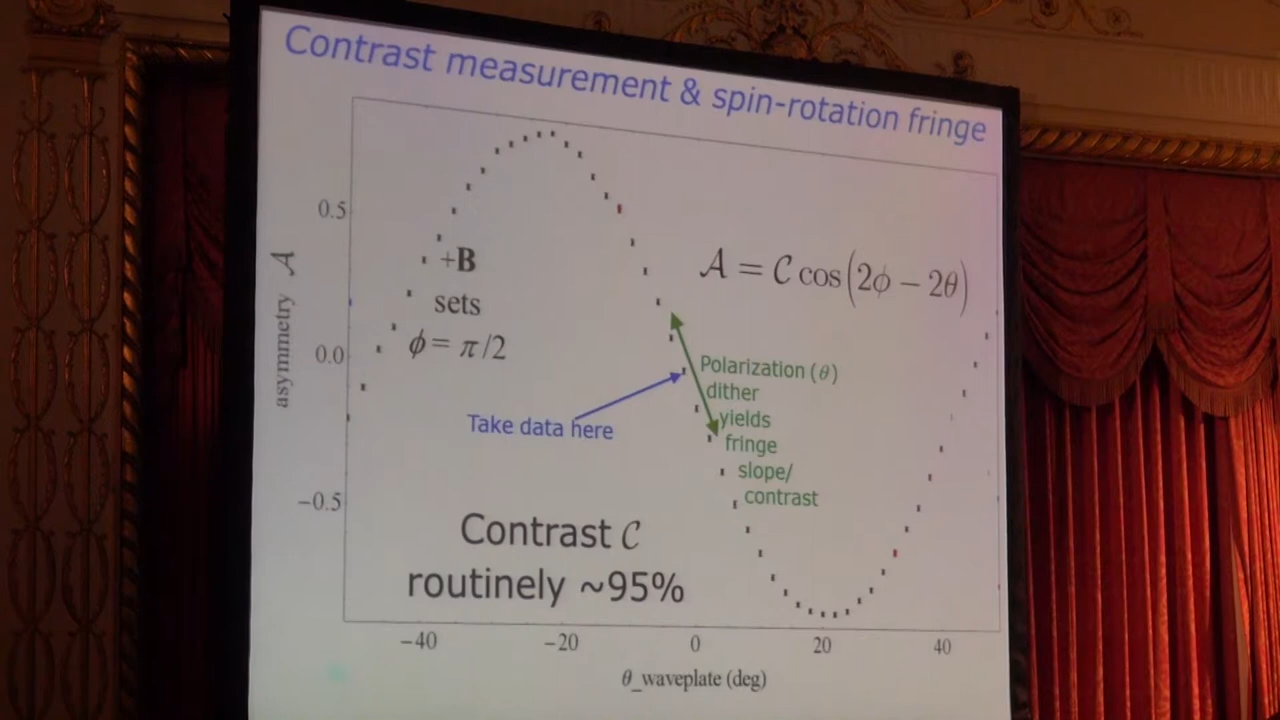 Contrast measurement & spin-rotation fringe
0.5
0.0
−0.5
asymmetry 𝒜
+B
sets
ϕ = π/2
𝒜 = 𝒞 cos(2ϕ − 2θ)
Polarization (θ)
dither
yields
fringe
slope/
contrast
Take data here
Contrast 𝒞
routinely ~95%
−40 −20 0 20 40
θ_waveplate (deg)